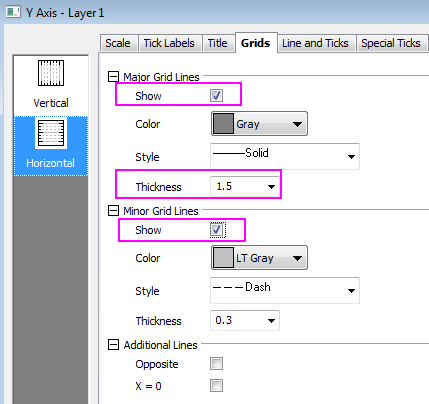 Y Axis - Layer1
Scale Tick Labels Title Grids Line and Ticks Special Ticks
Vertical
Horizontal
Major Grid Lines
Show
Color Gray
Style Solid
Thickness 1.5
Minor Grid Lines
Show
Color LT Gray
Style Dash
Thickness 0.3
Additional Lines
Opposite
X = 0